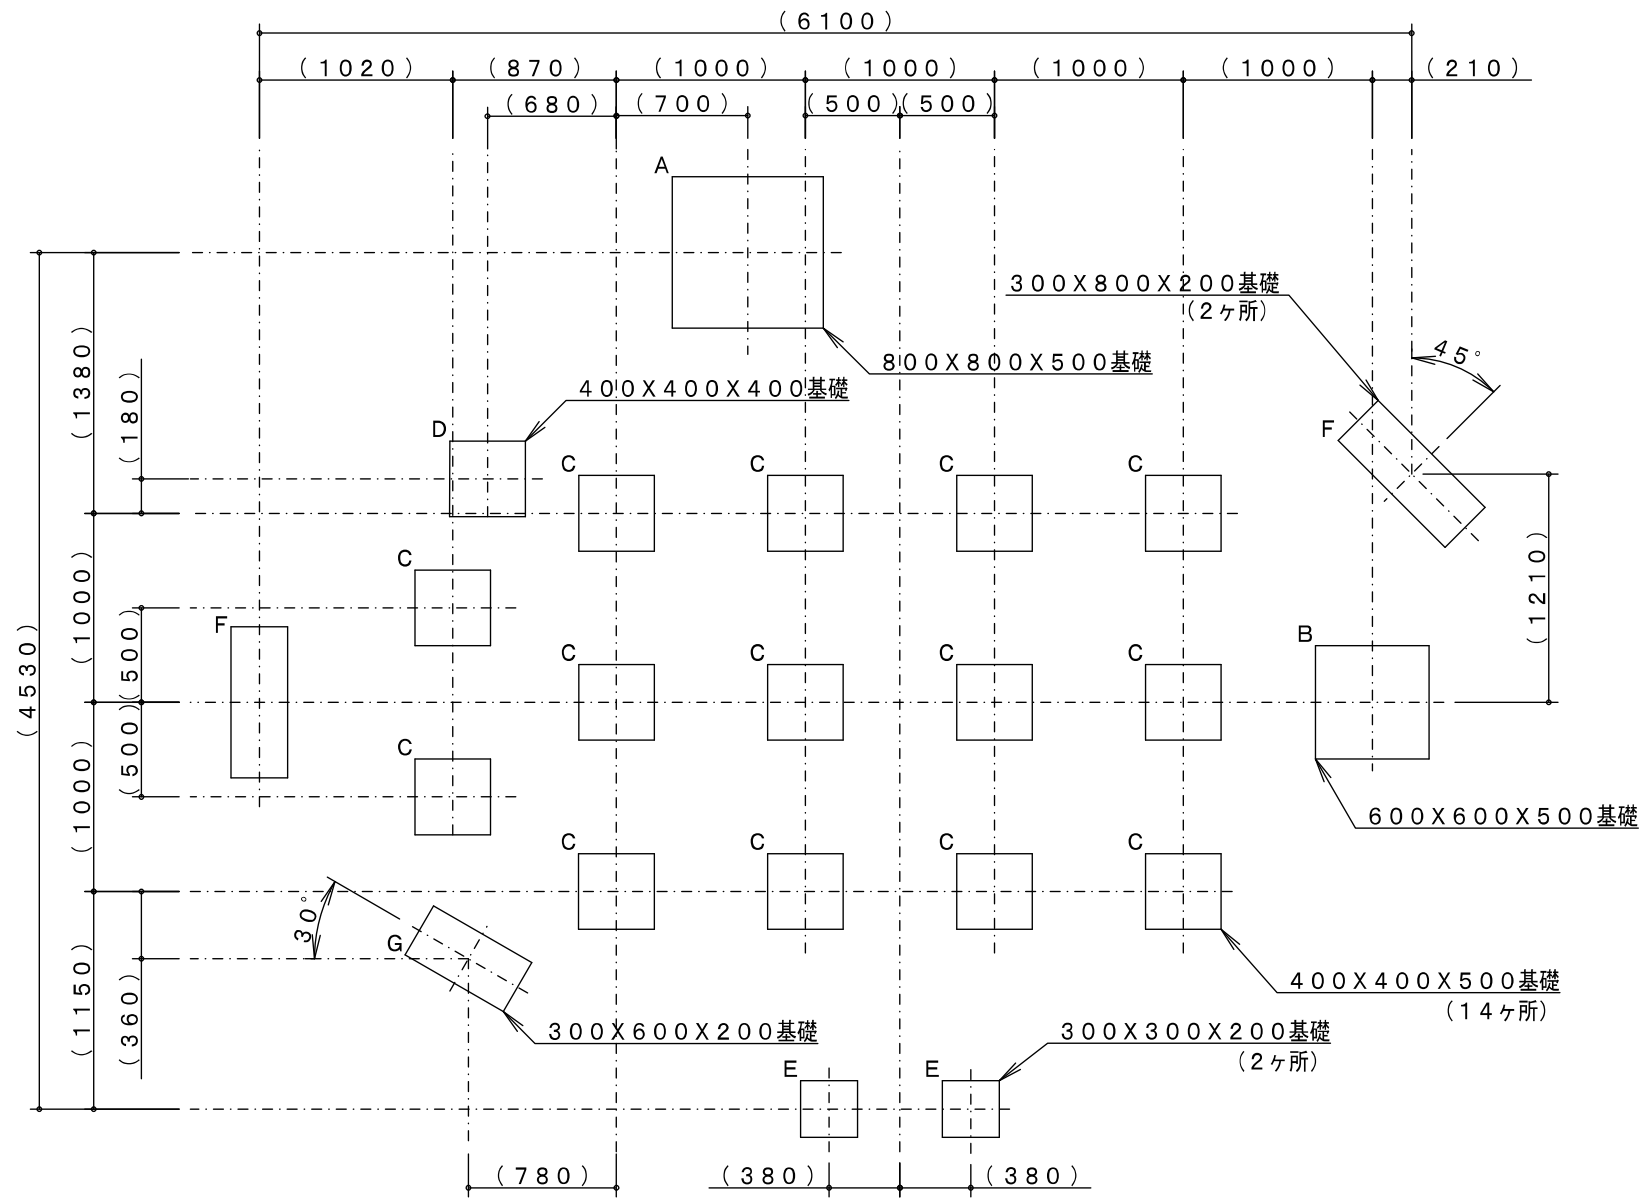 (6100)
(1020) (870) (1000) (1000) (1000) (1000) (210)
(680) (700) (500)(500)
A
300X800X200基礎
(2ヶ所)
45°
800X800X500基礎
400X400X400基礎
(1380)
(180)
D
F
C C C C
C
(1000)
(1210)
(500)
F
B
(4530)
C C C C
(500)
C
(1000)
600X600X500基礎
C C C C
30°
G
(1150)
(360)
400X400X500基礎
(14ヶ所)
300X600X200基礎
300X300X200基礎
(2ヶ所)
E E
(780) (380) (380)